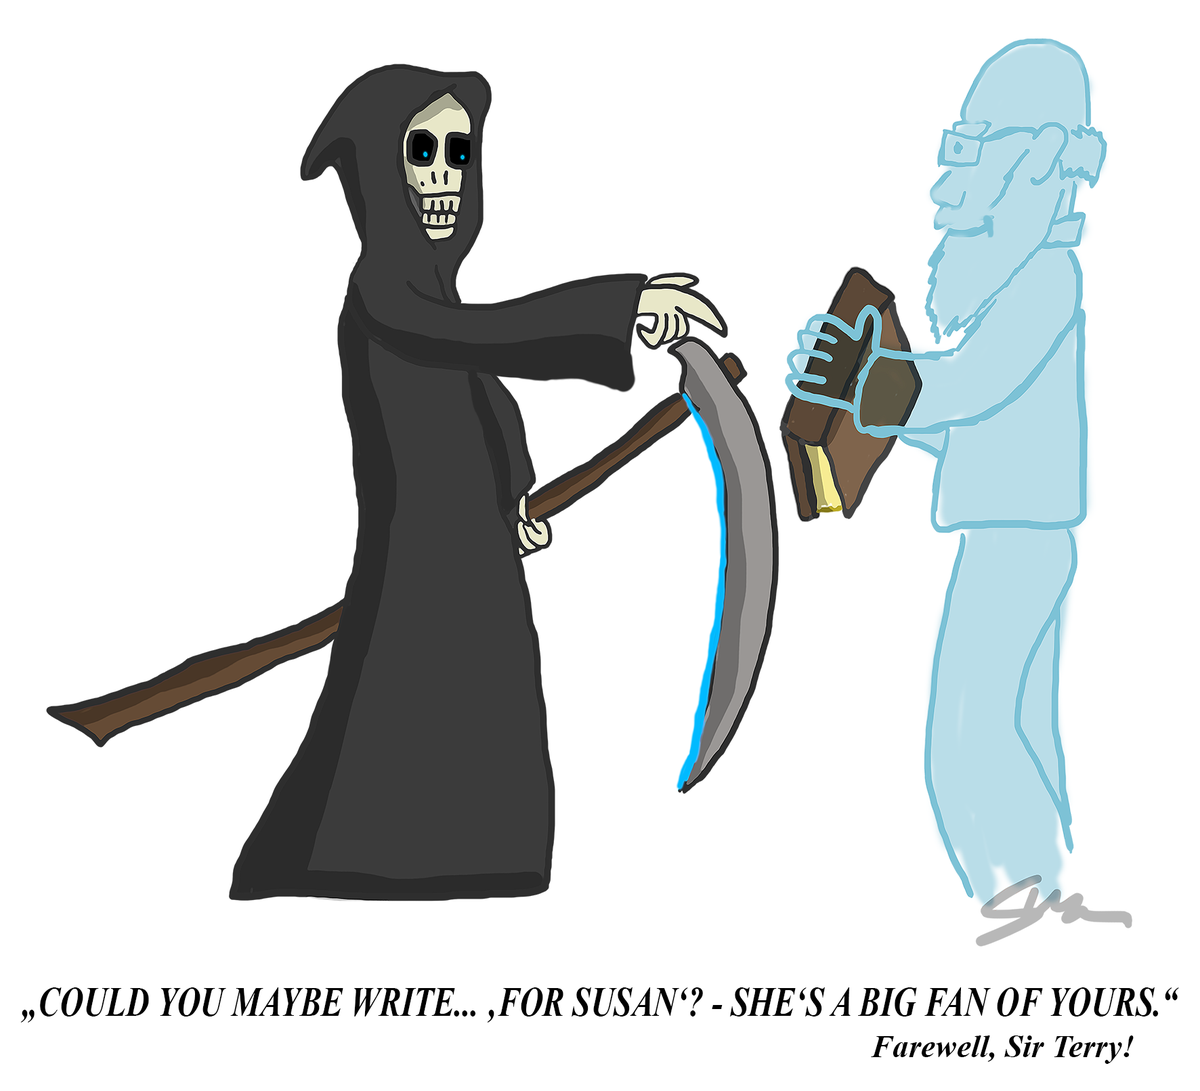 „COULD YOU MAYBE WRITE... ‚FOR SUSAN‘? - SHE‘S A BIG FAN OF YOURS.“
Farewell, Sir Terry!